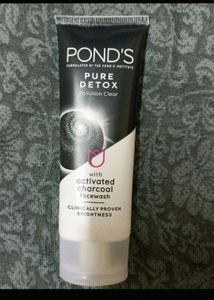 POND'S
FORMULATED BY THE POND'S INSTITUTE
PURE
DETOX
Pollution Clear
with
activated
charcoal
facewash
CLINICALLY PROVEN
BRIGHTNESS